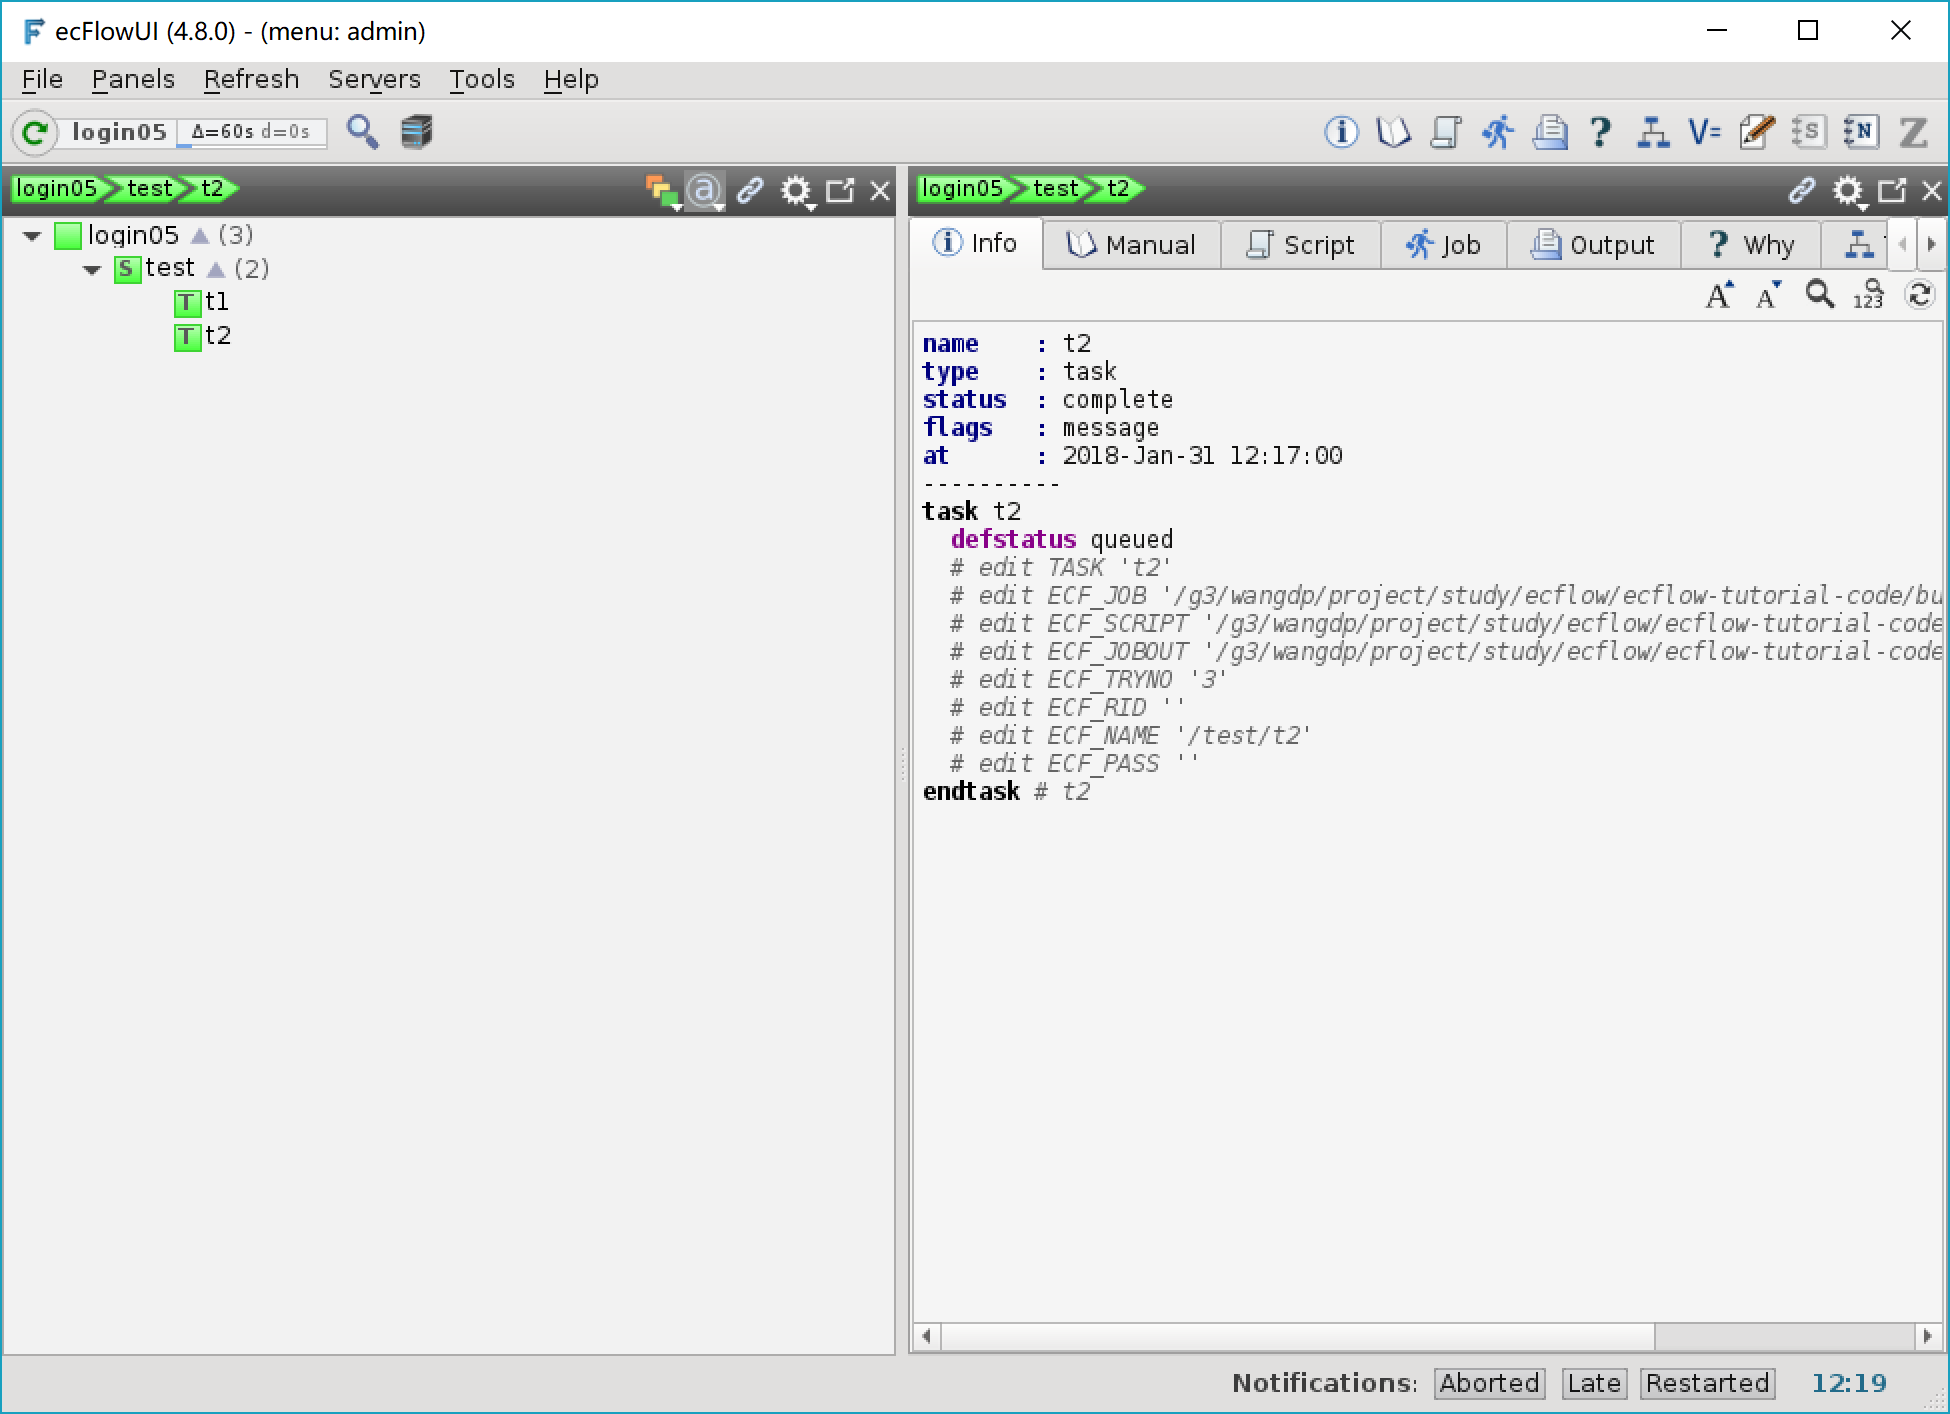 ecFlowUI (4.8.0) - (menu: admin)
File Panels Refresh Servers Tools Help
login05 Δ=60s d=0s
V=
S
N
Z
login05 test t2
login05 (3)
S test (2)
T t1
T t2
login05 test t2
Info Manual Script Job Output ? Why
A A 123
name : t2
type : task
status : complete
flags : message
at : 2018-Jan-31 12:17:00
----------
task t2
defstatus queued
# edit TASK 't2'
# edit ECF_JOB '/g3/wangdp/project/study/ecflow/ecflow-tutorial-code/bu
# edit ECF_SCRIPT '/g3/wangdp/project/study/ecflow/ecflow-tutorial-code
# edit ECF_JOBOUT '/g3/wangdp/project/study/ecflow/ecflow-tutorial-code
# edit ECF_TRYNO '3'
# edit ECF_RID ''
# edit ECF_NAME '/test/t2'
# edit ECF_PASS ''
endtask # t2
Notifications: Aborted Late Restarted 12:19